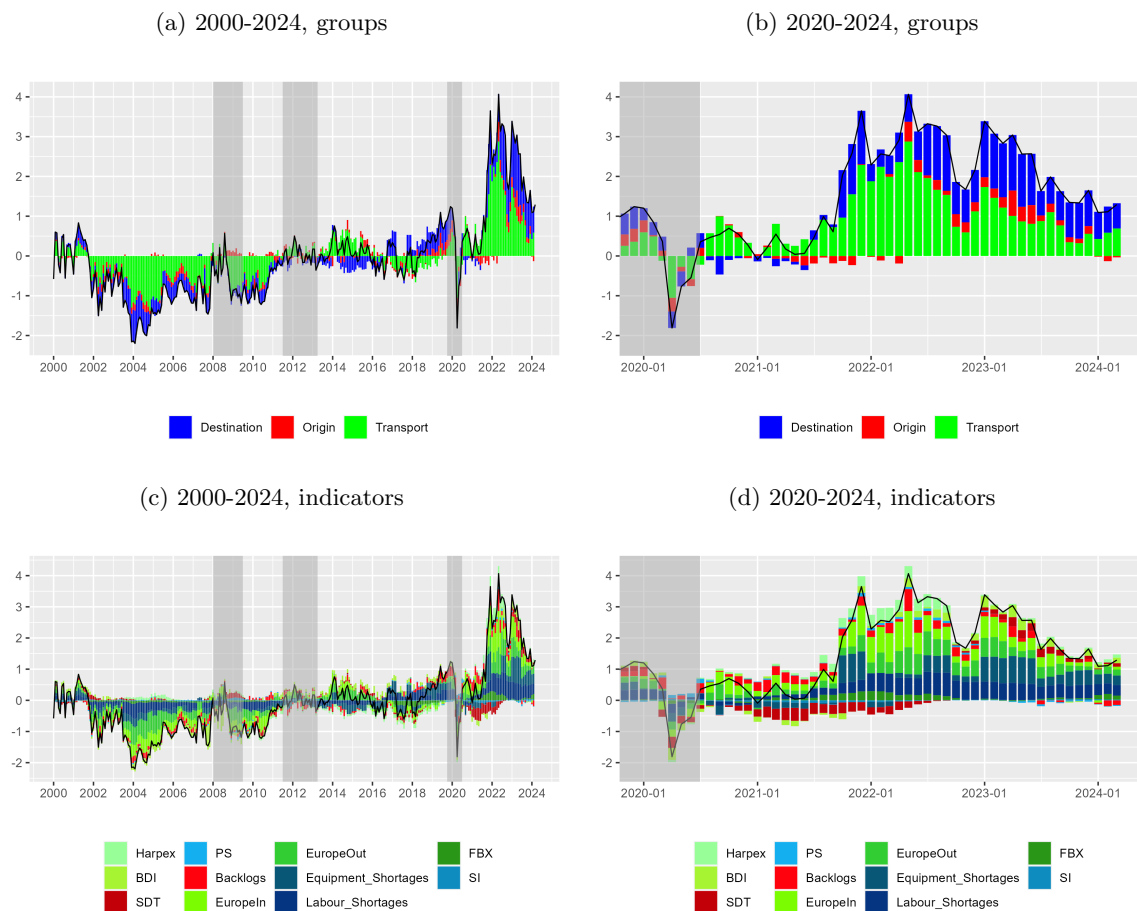 (a) 2000-2024, groups
(b) 2020-2024, groups
4
3
2
1
0
-1
-2
2000 2002 2004 2006 2008 2010 2012 2014 2016 2018 2020 2022 2024
4
3
2
1
0
-1
-2
2020-01 2021-01 2022-01 2023-01 2024-01
Destination Origin Transport
Destination Origin Transport
(c) 2000-2024, indicators
(d) 2020-2024, indicators
4
3
2
1
0
-1
-2
2000 2002 2004 2006 2008 2010 2012 2014 2016 2018 2020 2022 2024
4
3
2
1
0
-1
-2
2020-01 2021-01 2022-01 2023-01 2024-01
Harpex PS EuropeOut FBX
BDI Backlogs Equipment_Shortages SI
SDT EuropeIn Labour_Shortages
Harpex PS EuropeOut FBX
BDI Backlogs Equipment_Shortages SI
SDT EuropeIn Labour_Shortages